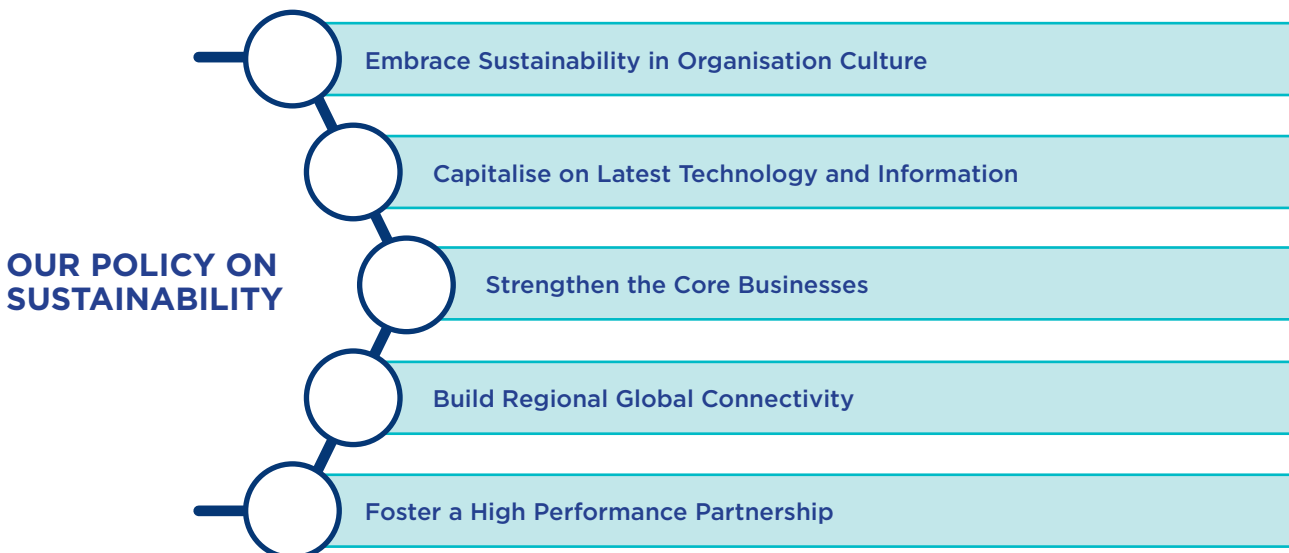 OUR POLICY ON
SUSTAINABILITY
Embrace Sustainability in Organisation Culture
Capitalise on Latest Technology and Information
Strengthen the Core Businesses
Build Regional Global Connectivity
Foster a High Performance Partnership